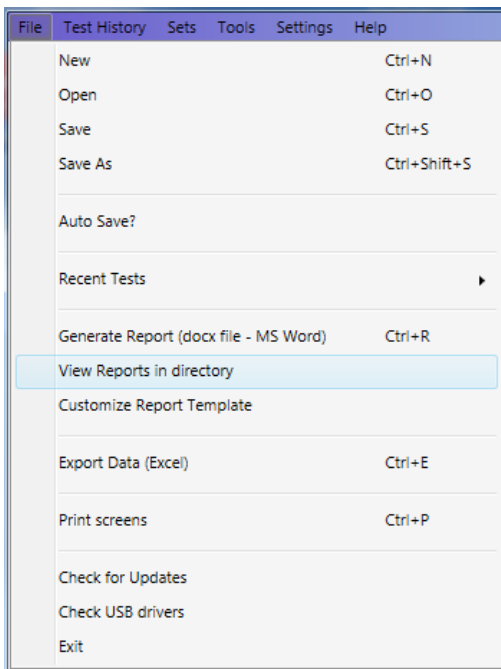 File Test History Sets Tools Settings Help
New Ctrl+N
Open Ctrl+O
Save Ctrl+S
Save As Ctrl+Shift+S
Auto Save?
Recent Tests
Generate Report (docx file - MS Word) Ctrl+R
View Reports in directory
Customize Report Template
Export Data (Excel) Ctrl+E
Print screens Ctrl+P
Check for Updates
Check USB drivers
Exit